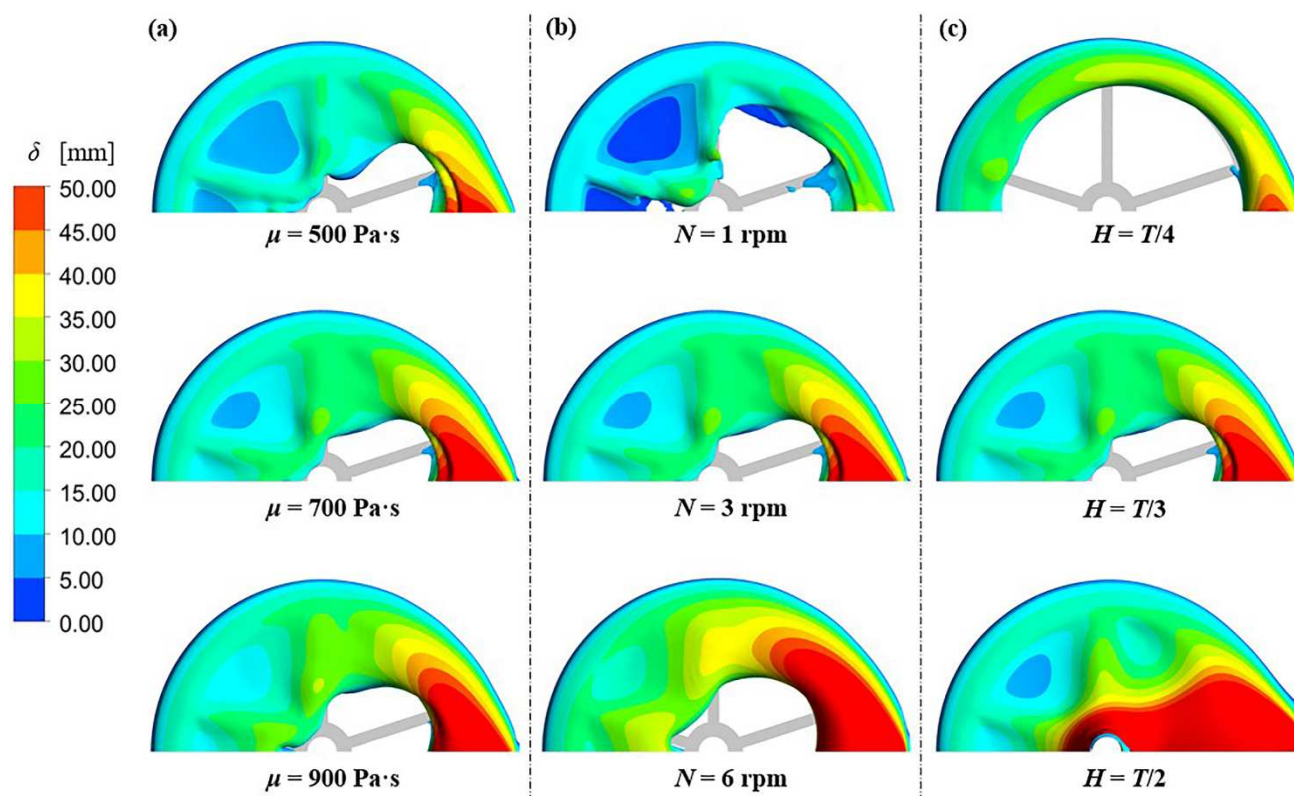 (a)
(b)
(c)
δ [mm]
50.00
45.00
40.00
35.00
30.00
25.00
20.00
15.00
10.00
5.00
0.00
μ = 500 Pa·s
N = 1 rpm
H = T/4
μ = 700 Pa·s
N = 3 rpm
H = T/3
μ = 900 Pa·s
N = 6 rpm
H = T/2